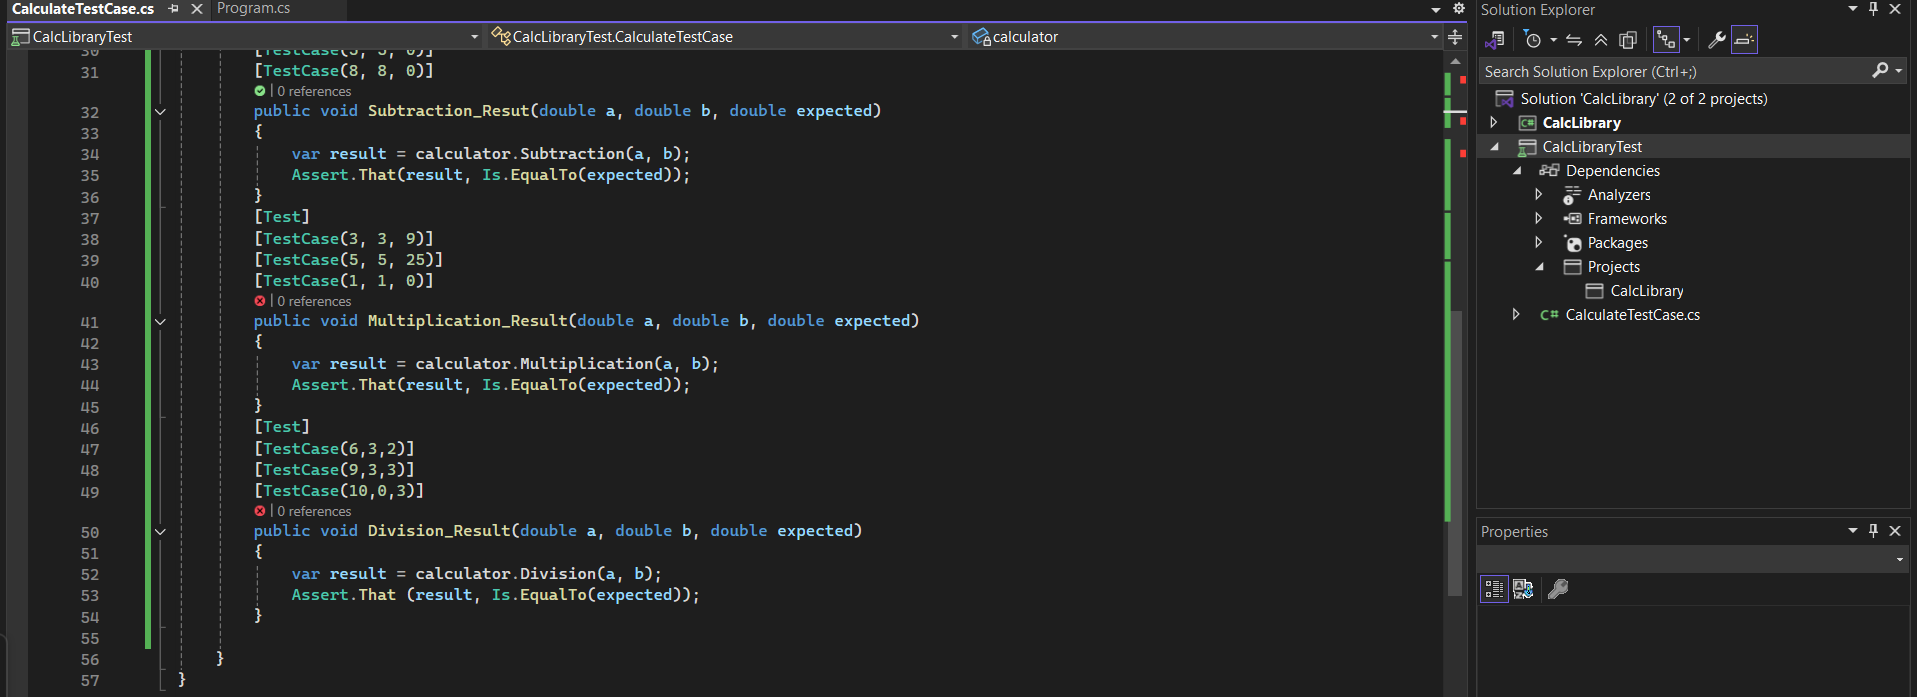 CalculateTestCase.cs
Program.cs
CalcLibraryTest
CalcLibraryTest.CalculateTestCase
calculator
30 [TestCase(5, 5, 0)]
31 [TestCase(8, 8, 0)]
| 0 references
32 public void Subtraction_Resut(double a, double b, double expected)
33 {
34 var result = calculator.Subtraction(a, b);
35 Assert.That(result, Is.EqualTo(expected));
36 }
37 [Test]
38 [TestCase(3, 3, 9)]
39 [TestCase(5, 5, 25)]
40 [TestCase(1, 1, 0)]
| 0 references
41 public void Multiplication_Result(double a, double b, double expected)
42 {
43 var result = calculator.Multiplication(a, b);
44 Assert.That(result, Is.EqualTo(expected));
45 }
46 [Test]
47 [TestCase(6,3,2)]
48 [TestCase(9,3,3)]
49 [TestCase(10,0,3)]
| 0 references
50 public void Division_Result(double a, double b, double expected)
51 {
52 var result = calculator.Division(a, b);
53 Assert.That (result, Is.EqualTo(expected));
54 }
55
56 }
57 }
Solution Explorer
Search Solution Explorer (Ctrl+;)
Solution 'CalcLibrary' (2 of 2 projects)
C# CalcLibrary
CalcLibraryTest
Dependencies
Analyzers
Frameworks
Packages
Projects
CalcLibrary
C# CalculateTestCase.cs
Properties